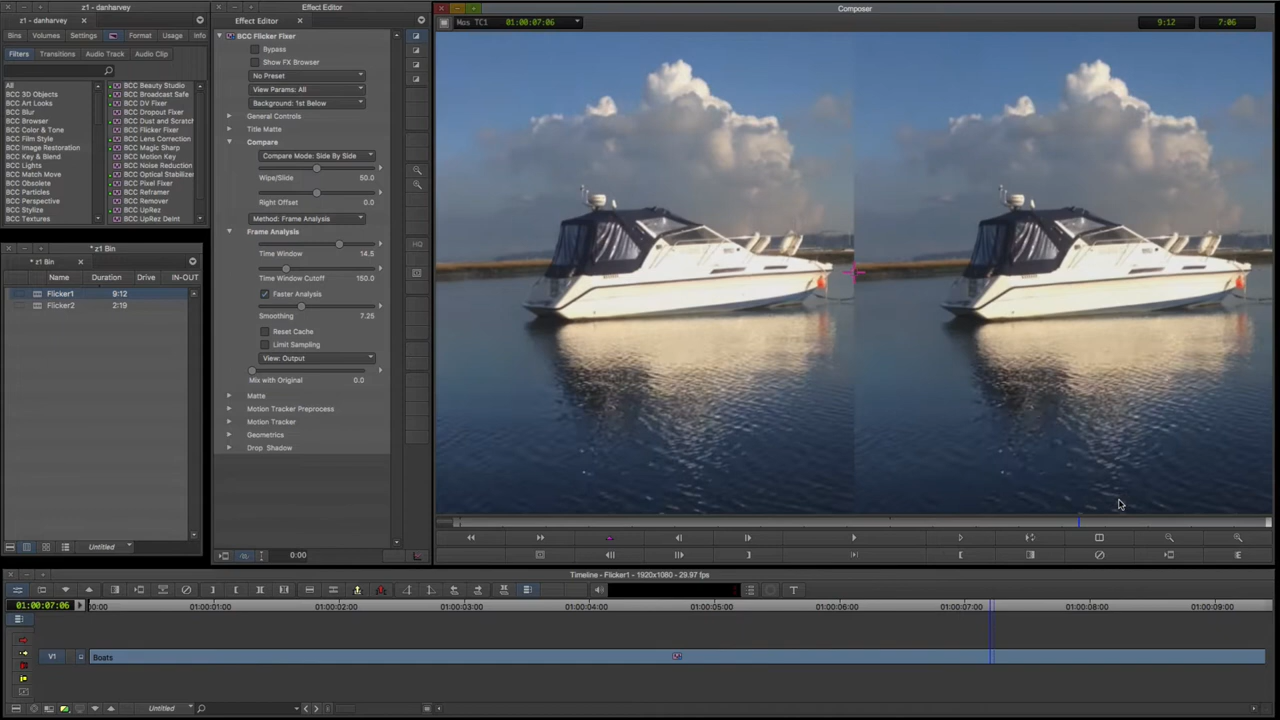 z1 - danharvey
z1 - danharvey
Bins Volumes Settings Format Usage Info
Filters Transitions Audio Track Audio Clip
All
BCC 3D Objects
BCC Art Looks
BCC Blur
BCC Browser
BCC Color & Tone
BCC Film Style
BCC Image Restoration
BCC Key & Blend
BCC Lights
BCC Match Move
BCC Obsolete
BCC Particles
BCC Perspective
BCC Stylize
BCC Textures
BCC Beauty Studio
BCC Broadcast Safe
BCC DV Fixer
BCC Dropout Fixer
BCC Dust and Scratch
BCC Flicker Fixer
BCC Lens Correction
BCC Magic Sharp
BCC Motion Key
BCC Noise Reduction
BCC Optical Stabilizer
BCC Pixel Fixer
BCC Reframer
BCC Remover
BCC UpRez
BCC UpRez DeInt
* z1 Bin
* z1 Bin
Name Duration Drive IN-OUT
Flicker1 9:12
Flicker2 2:19
Untitled
Effect Editor
Effect Editor
BCC Flicker Fixer
Bypass
Show FX Browser
No Preset
View Params: All
Background: 1st Below
General Controls
Title Matte
Compare
Compare Mode: Side By Side
Wipe/Slide 50.0
Right Offset 0.0
Method: Frame Analysis
Frame Analysis
Time Window 14.5
Time Window Cutoff 150.0
Faster Analysis
Smoothing 7.25
Reset Cache
Limit Sampling
View: Output
Mix with Original 0.0
Matte
Motion Tracker Preprocess
Motion Tracker
Geometrics
Drop Shadow
HQ
0:00
Composer
Mas TC1 01:00:07:06 9:12 7:06
Timeline - Flicker1 - 1920x1080 - 29.97 fps
01:00:07:06 00:00 01:00:01:00 01:00:02:00 01:00:03:00 01:00:04:00 01:00:05:00 01:00:06:00 01:00:07:00 01:00:08:00 01:00:09:00
V1 Boats
Untitled